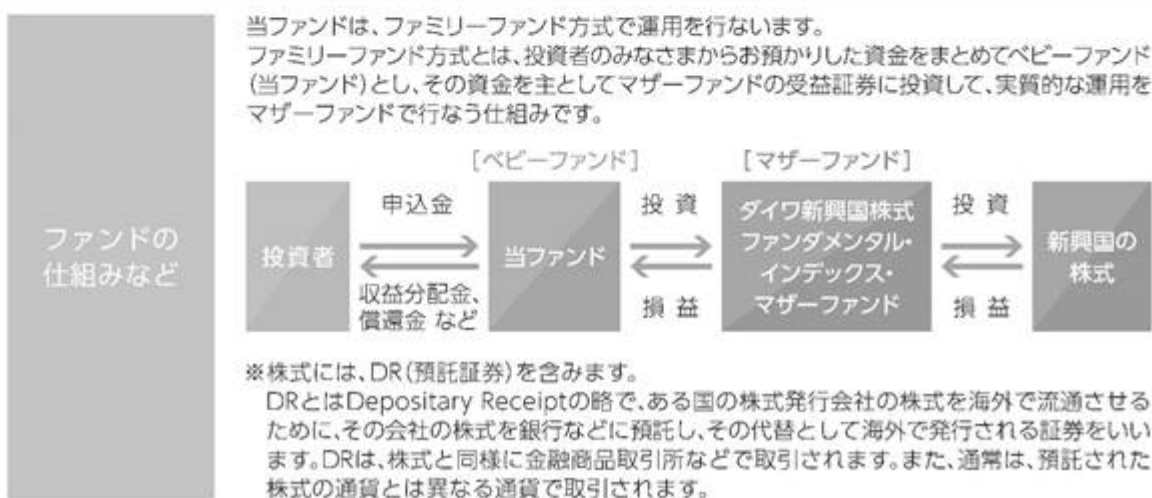 当ファンドは、ファミリーファンド方式で運用を行ないます。
ファミリーファンド方式とは、投資者のみなさまからお預かりした資金をまとめてベビーファンド
(当ファンド)とし、その資金を主としてマザーファンドの受益証券に投資して、実質的な運用を
マザーファンドで行なう仕組みです。
ファンドの
仕組みなど
[ベビーファンド]
[マザーファンド]
投資者
申込金
収益分配金、
償還金 など
当ファンド
投 資
損 益
ダイワ新興国株式
ファンダメンタル・
インデックス・
マザーファンド
投 資
損 益
新興国の
株式
※株式には、DR(預託証券)を含みます。
DRとはDepositary Receiptの略で、ある国の株式発行会社の株式を海外で流通させる
ために、その会社の株式を銀行などに預託し、その代替として海外で発行される証券をいい
ます。DRは、株式と同様に金融商品取引所などで取引されます。また、通常は、預託された
株式の通貨とは異なる通貨で取引されます。